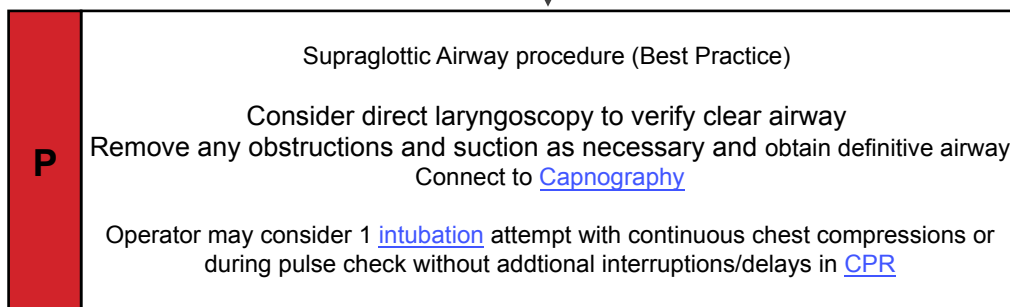 Supraglottic Airway procedure (Best Practice)
Consider direct laryngoscopy to verify clear airway
Remove any obstructions and suction as necessary and obtain definitive airway
Connect to Capnography
P
Operator may consider 1 intubation attempt with continuous chest compressions or
during pulse check without addtional interruptions/delays in CPR